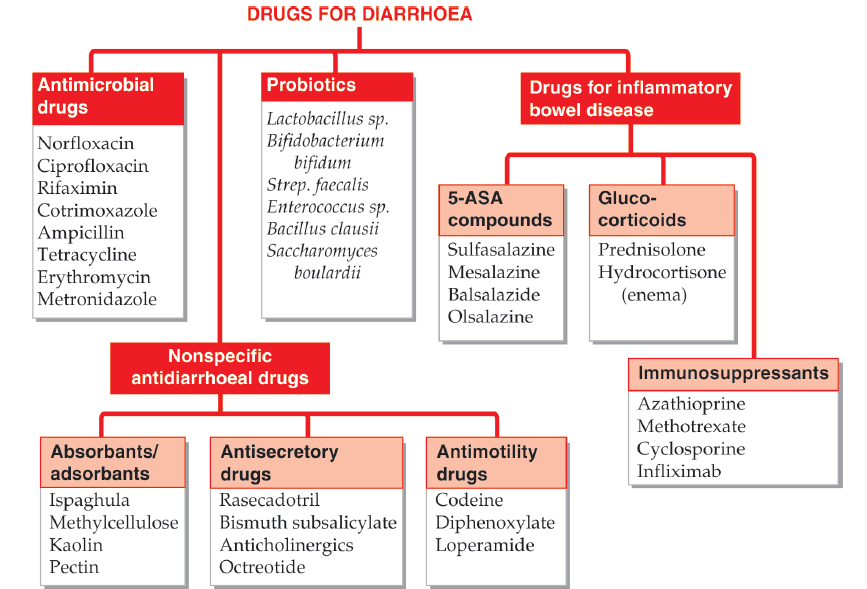 DRUGS FOR DIARRHOEA
Antimicrobial
drugs
Norfloxacin
Ciprofloxacin
Rifaximin
Cotrimoxazole
Ampicillin
Tetracycline
Erythromycin
Metronidazole
Probiotics
Lactobacillus sp.
Bifidobacterium
bifidum
Strep. faecalis
Enterococcus sp.
Bacillus clausii
Saccharomyces
boulardii
Drugs for inflammatory
bowel disease
5-ASA
compounds
Sulfasalazine
Mesalazine
Balsalazide
Olsalazine
Gluco-
corticoids
Prednisolone
Hydrocortisone
(enema)
Immunosuppressants
Azathioprine
Methotrexate
Cyclosporine
Infliximab
Nonspecific
antidiarrhoeal drugs
Absorbants/
adsorbants
Ispaghula
Methylcellulose
Kaolin
Pectin
Antisecretory
drugs
Rasecadotril
Bismuth subsalicylate
Anticholinergics
Octreotide
Antimotility
drugs
Codeine
Diphenoxylate
Loperamide